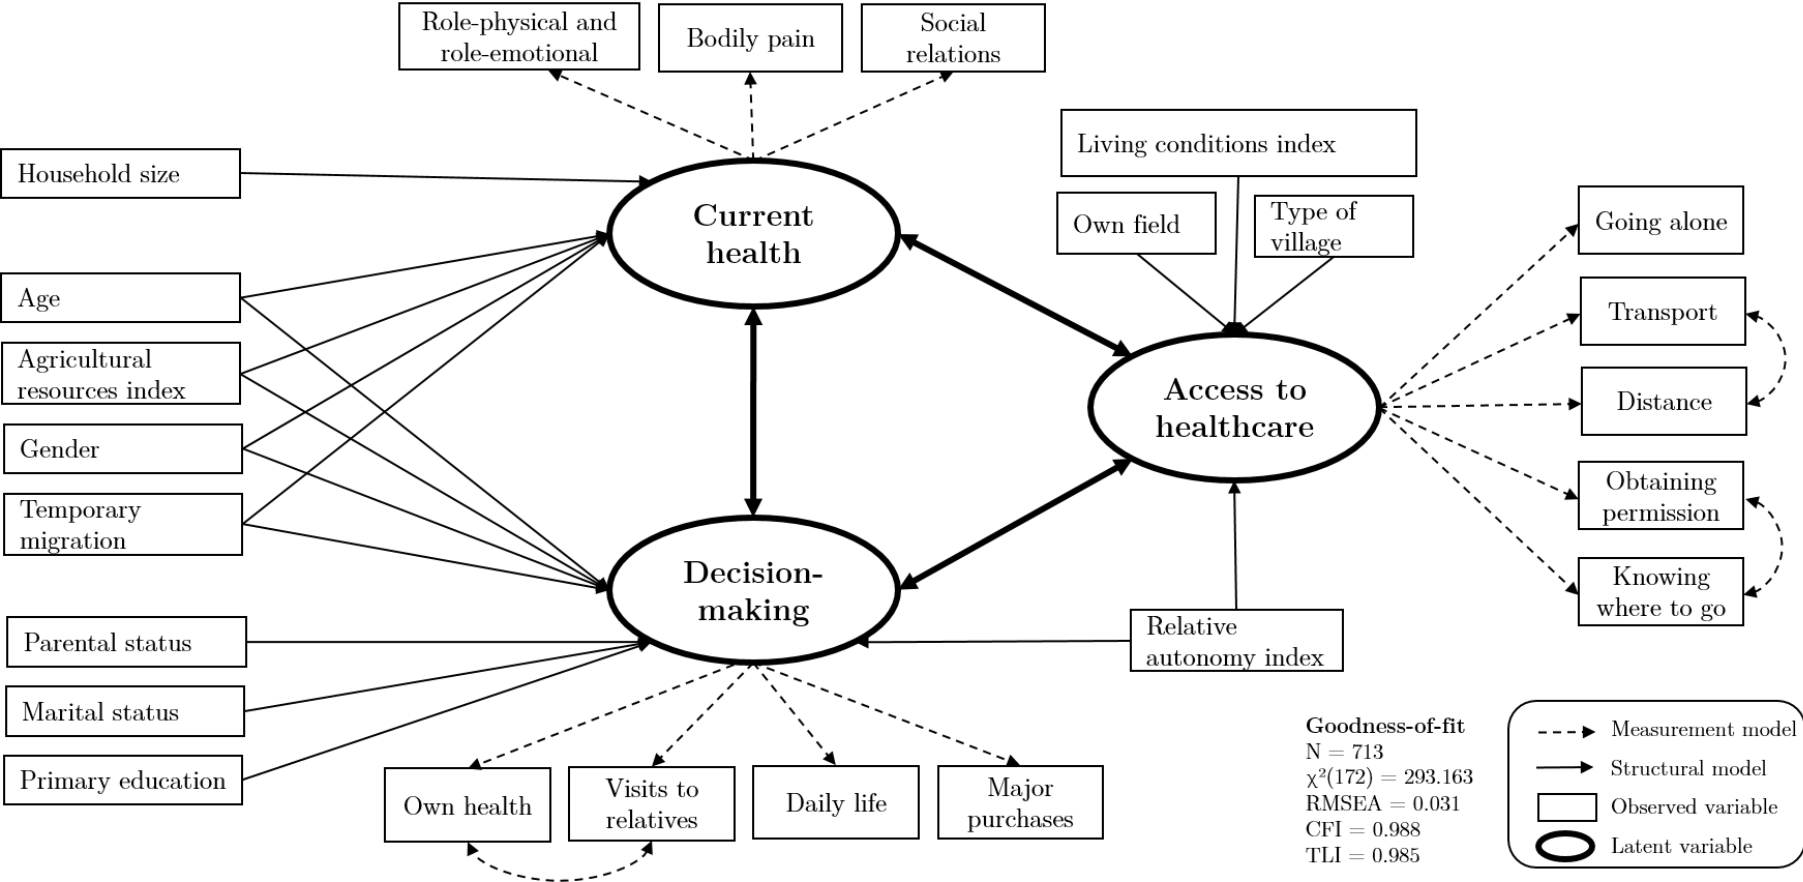 Role-physical and
role-emotional
Bodily pain
Social
relations
Household size
Current
health
Living conditions index
Own field
Type of
village
Going alone
Age
Transport
Agricultural
resources index
Access to
healthcare
Distance
Gender
Obtaining
permission
Temporary
migration
Decision-
making
Knowing
where to go
Parental status
Relative
autonomy index
Marital status
Primary education
Own health
Visits to
relatives
Daily life
Major
purchases
Goodness-of-fit
N = 713
χ²(172) = 293.163
RMSEA = 0.031
CFI = 0.988
TLI = 0.985
Measurement model
Structural model
Observed variable
Latent variable